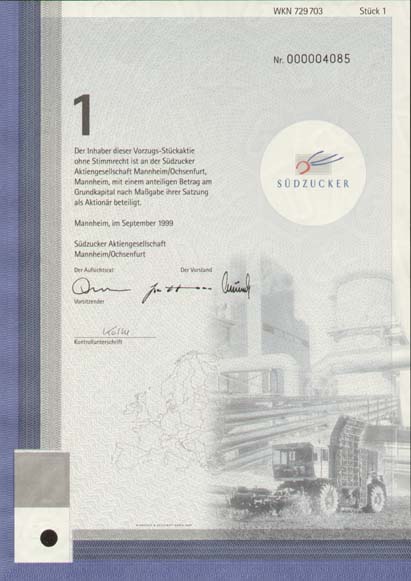 WKN 729 703 Stück 1
Nr. 000004085
1
Der Inhaber dieser Vorzugs-Stückaktie
ohne Stimmrecht ist an der Südzucker
Aktiengesellschaft Mannheim/Ochsenfurt,
Mannheim, mit einem anteiligen Betrag am
Grundkapital nach Maßgabe ihrer Satzung
als Aktionär beteiligt.
SÜDZUCKER
Mannheim, im September 1999
Südzucker Aktiengesellschaft
Mannheim/Ochsenfurt
Der Aufsichtsrat Der Vorstand
Vorsitzender
Kontrollunterschrift